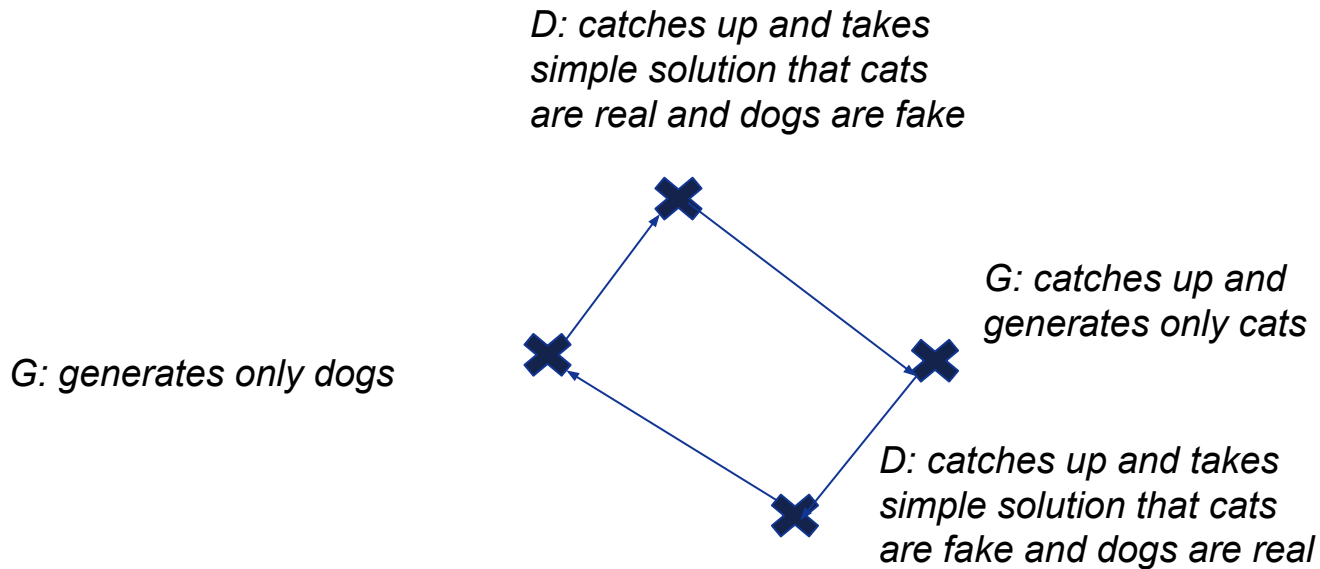 D: catches up and takes
simple solution that cats
are real and dogs are fake
G: catches up and
generates only cats
G: generates only dogs
D: catches up and takes
simple solution that cats
are fake and dogs are real